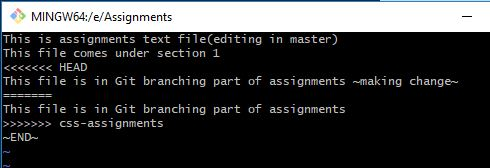 MINGW64:/e/Assignments
This is assignments text file(editing in master)
This file comes under section 1
<<<<<<< HEAD
This file is in Git branching part of assignments ~making change~
=======
This file is in Git branching part of assignments
>>>>>>> css-assignments
~END~
~
~